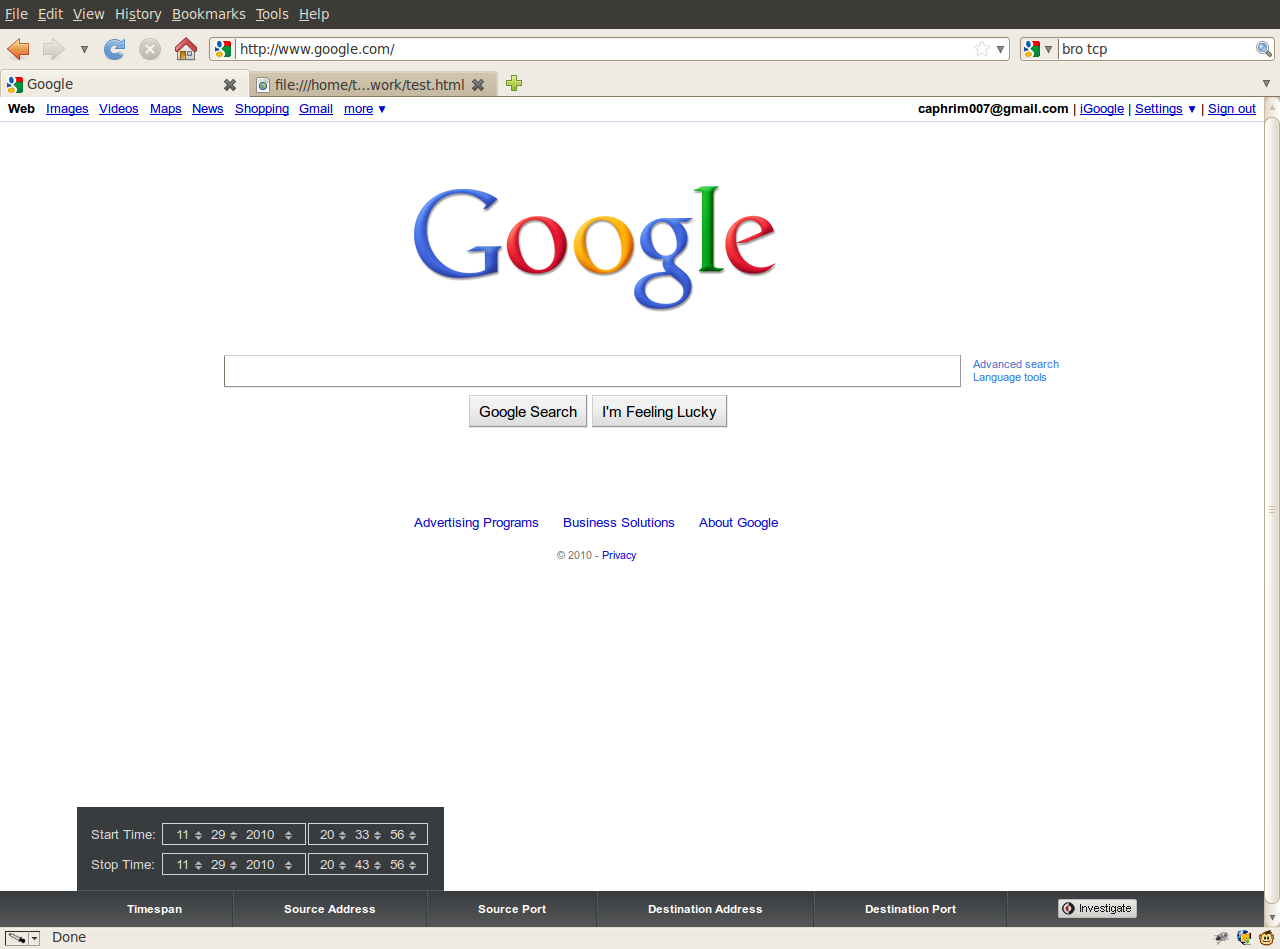 File Edit View History Bookmarks Tools Help
http://www.google.com/ bro tcp
Google file:///home/t...work/test.html
Web Images Videos Maps News Shopping Gmail more ▼ caphrim007@gmail.com | iGoogle | Settings ▼ | Sign out
Google
Advanced search
Language tools
Google Search I'm Feeling Lucky
Advertising Programs Business Solutions About Google
© 2010 - Privacy
Start Time: 11 29 2010 20 33 56
Stop Time: 11 29 2010 20 43 56
Timespan Source Address Source Port Destination Address Destination Port Investigate
Done